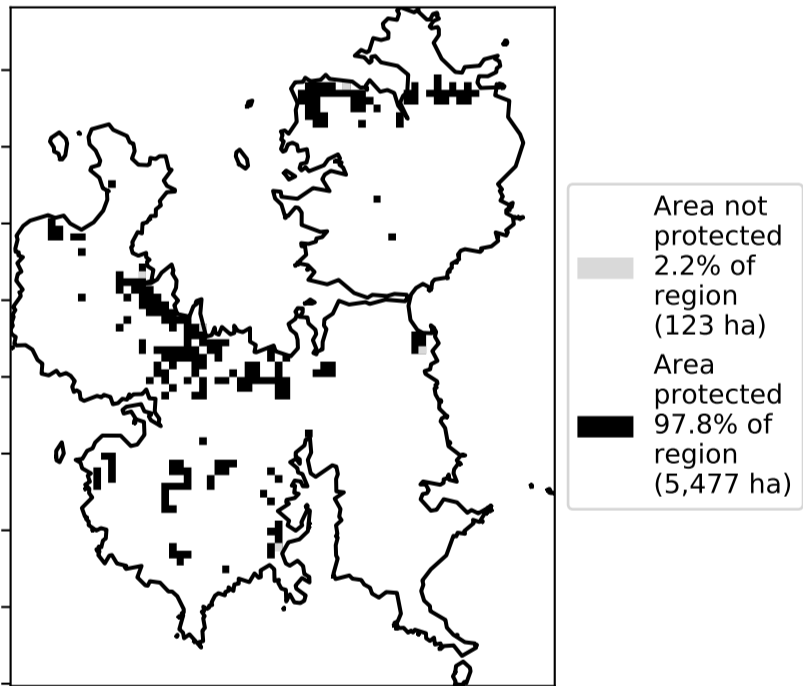 Area not
protected
2.2% of
region
(123 ha)
Area
protected
97.8% of
region
(5,477 ha)